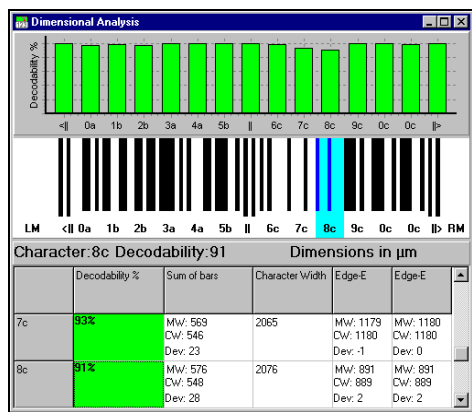 Dimensional Analysis
Decodability %
<|| 0a 1b 2b 3a 4a 5b || 6c 7c 8c 9c 0c 0c ||>
LM <|| 0a 1b 2b 3a 4a 5b || 6c 7c 8c 9c 0c 0c ||> RM
Character:8c Decodability:91 Dimensions in µm
Decodability % Sum of bars Character Width Edge-E Edge-E
7c 93% MW: 569 2065 MW: 1179 MW: 1180
CW: 546 CW: 1180 CW: 1180
Dev: 23 Dev: -1 Dev: 0
8c 91% MW: 576 2076 MW: 891 MW: 891
CW: 548 CW: 889 CW: 889
Dev: 28 Dev: 2 Dev: 2